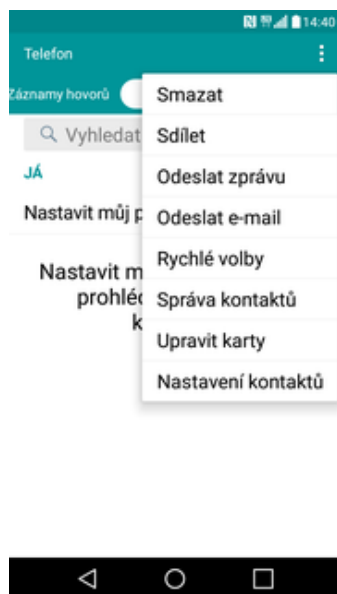 14:40
Telefon
Záznamy hovorů
Vyhledat
JÁ
Nastavit můj
Nastavit
Smazat
Sdílet
Odeslat zprávu
Odeslat e-mail
Rychlé volby
Správa kontaktů
Upravit karty
Nastavení kontaktů